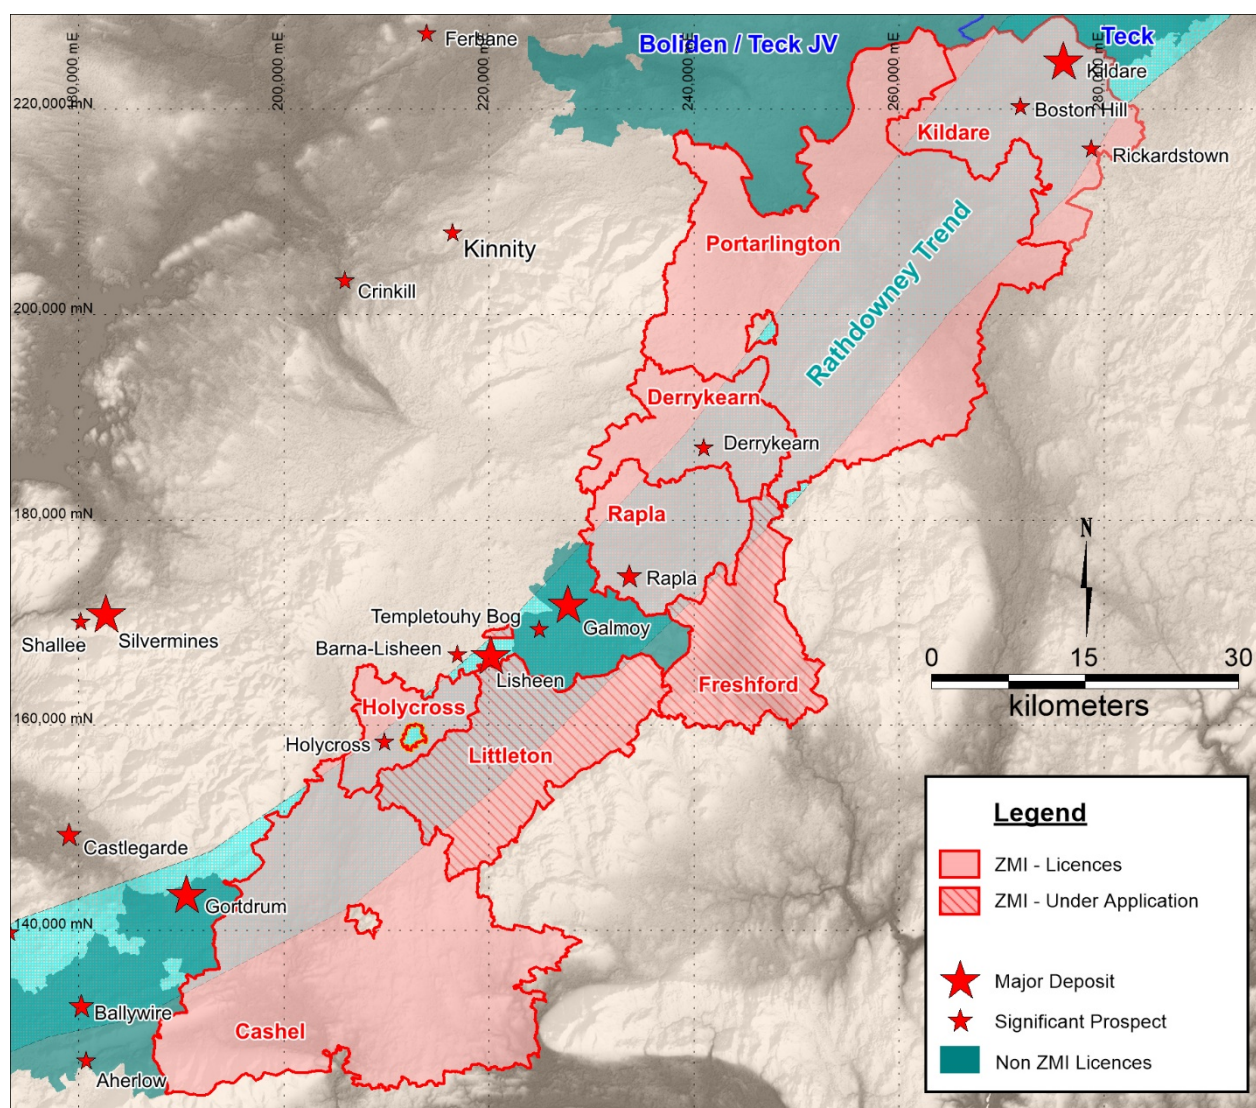 180,000 mE
200,000 mE
220,000 mE
240,000 mE
260,000 mE
280,000 mE
Ferbane
Boliden / Teck JV
Teck
Kildare
220,000 mN
Boston Hill
Kildare
Rickardstown
Portarlington
Kinnity
Crinkill
Rathdowney Trend
200,000 mN
Derrykearn
Derrykearn
Rapla
180,000 mN
N
Rapla
Templetouhy Bog
Galmoy
Shallee
Silvermines
Barna-Lisheen
Lisheen
Freshford
0 15 30
kilometers
Holycross
160,000 mN
Holycross
Littleton
Castlegarde
Gortdrum
140,000 mN
Ballywire
Cashel
Aherlow
Legend
ZMI - Licences
ZMI - Under Application
Major Deposit
Significant Prospect
Non ZMI Licences